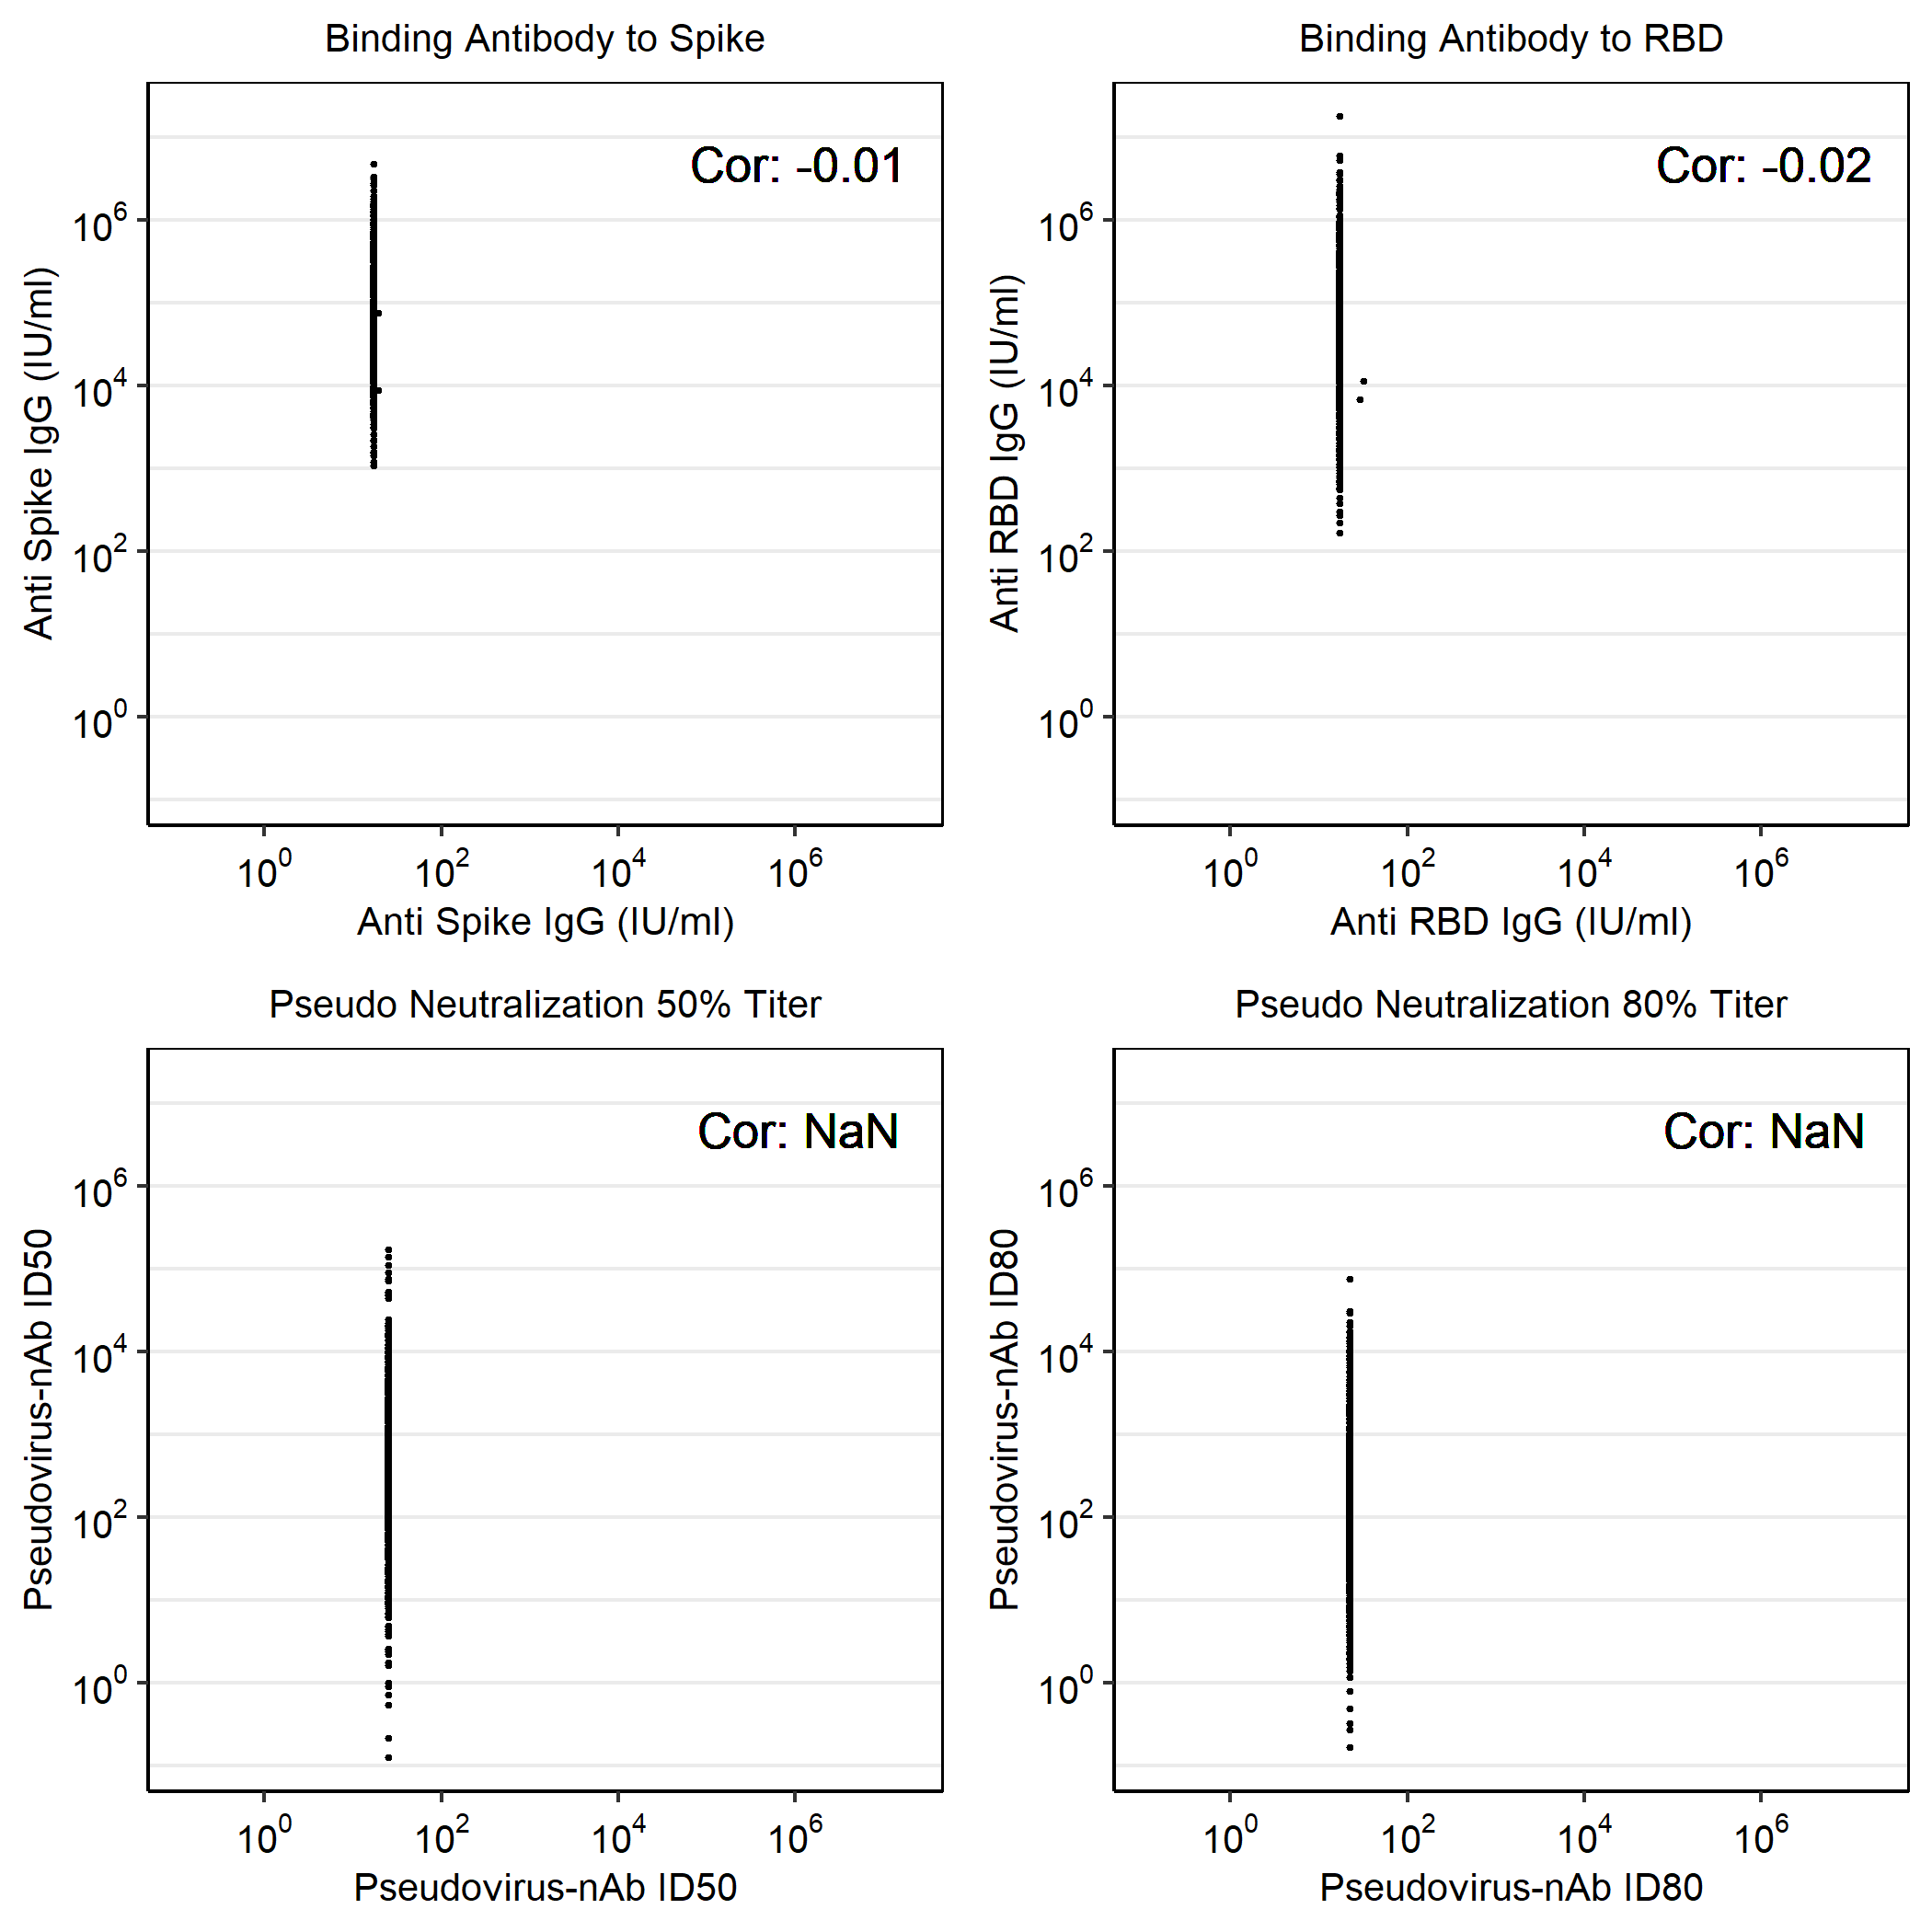 Binding Antibody to Spike
Cor: -0.01
Anti Spike IgG (IU/ml)
10^6
10^4
10^2
10^0
10^0 10^2 10^4 10^6
Anti Spike IgG (IU/ml)
Binding Antibody to RBD
Cor: -0.02
Anti RBD IgG (IU/ml)
10^6
10^4
10^2
10^0
10^0 10^2 10^4 10^6
Anti RBD IgG (IU/ml)
Pseudo Neutralization 50% Titer
Cor: NaN
Pseudovirus-nAb ID50
10^6
10^4
10^2
10^0
10^0 10^2 10^4 10^6
Pseudovirus-nAb ID50
Pseudo Neutralization 80% Titer
Cor: NaN
Pseudovirus-nAb ID80
10^6
10^4
10^2
10^0
10^0 10^2 10^4 10^6
Pseudovirus-nAb ID80